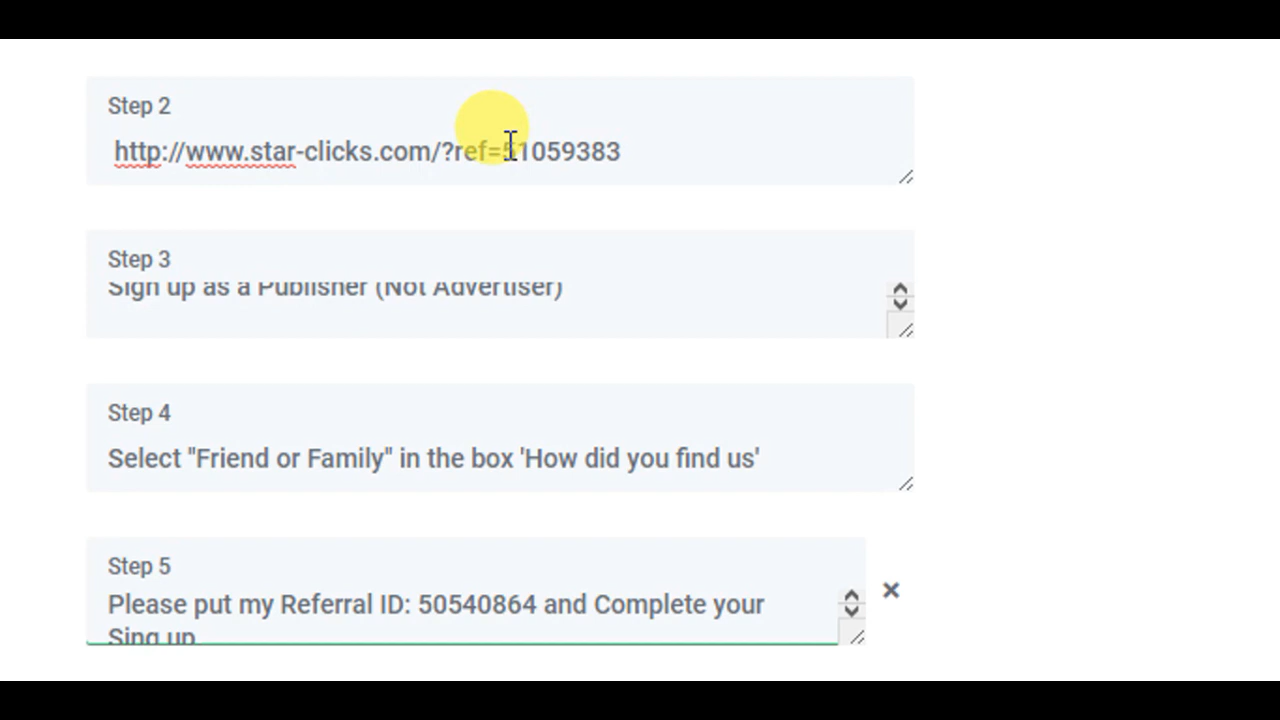 Step 2
http://www.star-clicks.com/?ref=51059383
Step 3
Sign up as a Publisher (Not Advertiser)
Step 4
Select "Friend or Family" in the box 'How did you find us'
Step 5
Please put my Referral ID: 50540864 and Complete your
Sing up